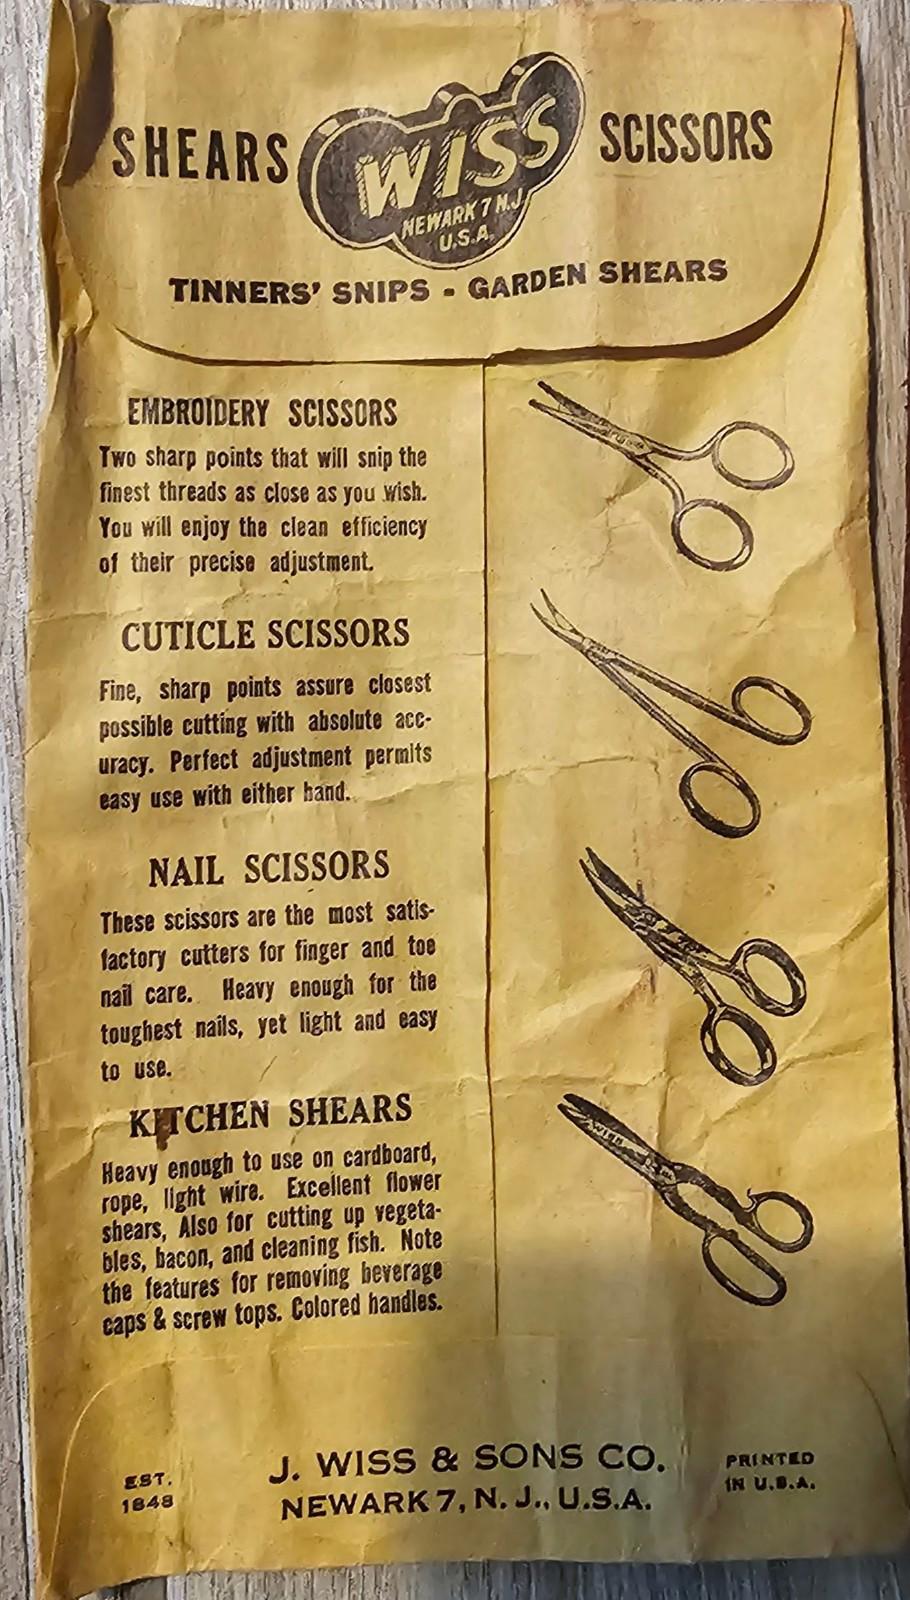 SHEARS WISS SCISSORS
NEWARK 7 N.J.
U.S.A.
TINNERS' SNIPS - GARDEN SHEARS
EMBROIDERY SCISSORS
Two sharp points that will snip the
finest threads as close as you wish.
You will enjoy the clean efficiency
of their precise adjustment.
CUTICLE SCISSORS
Fine, sharp points assure closest
possible cutting with absolute acc-
uracy. Perfect adjustment permits
easy use with either hand.
NAIL SCISSORS
These scissors are the most satis-
factory cutters for finger and toe
nail care. Heavy enough for the
toughest nails, yet light and easy
to use.
KITCHEN SHEARS
Heavy enough to use on cardboard,
rope, light wire. Excellent flower
shears, Also for cutting up vegeta-
bles, bacon, and cleaning fish. Note
the features for removing beverage
caps & screw tops. Colored handles.
WISS
EST.
1848
J. WISS & SONS CO.
NEWARK 7, N. J., U.S.A.
PRINTED
IN U.S.A.